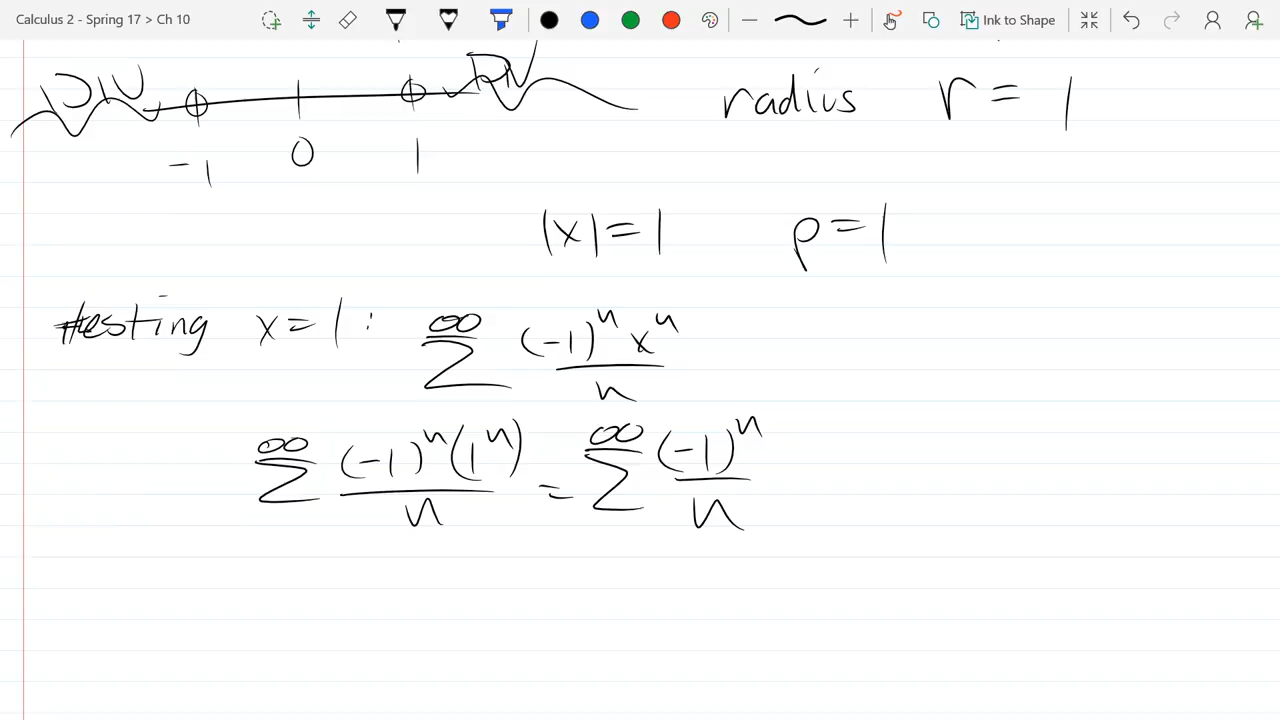 Calculus 2 - Spring 17 > Ch 10 Ink to Shape
DIV DIV radius r = 1
-1 0 1
|x| = 1 ρ = 1
testing x = 1 : ∞ Σ (-1)^n x^n / n
∞ Σ (-1)^n (1^n) / n = ∞ Σ (-1)^n / n